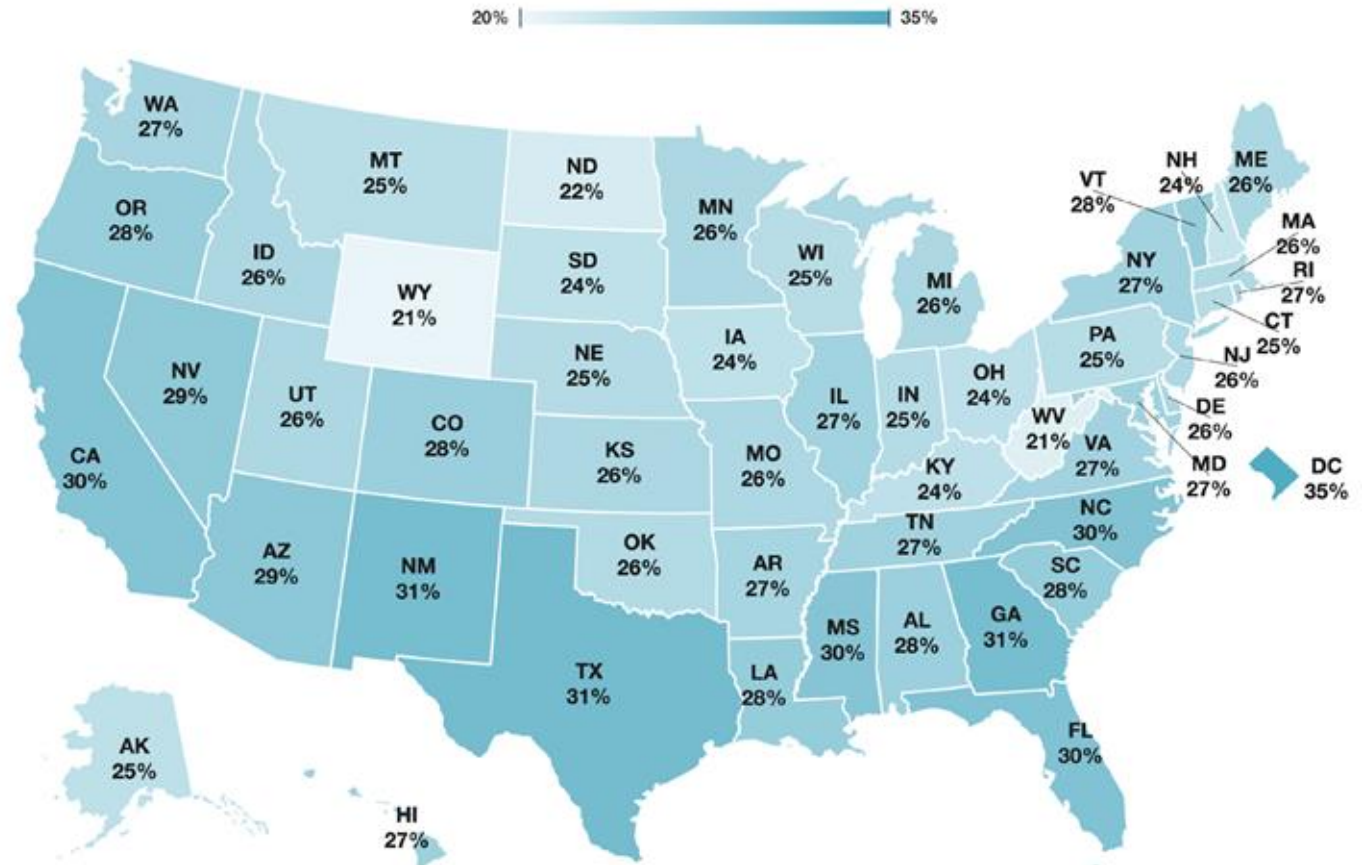 20% 35%
WA
27%
MT
25%
ND
22%
MN
26%
VT
28%
NH
24%
ME
26%
OR
28%
ID
26%
SD
24%
WI
25%
MI
26%
NY
27%
MA
26%
RI
27%
WY
21%
CT
25%
IA
24%
PA
25%
NJ
26%
NE
25%
NV
29%
UT
26%
CO
28%
IL
27%
IN
25%
OH
24%
WV
21%
DE
26%
VA
27%
MD
27%
DC
35%
CA
30%
KS
26%
MO
26%
KY
24%
NC
30%
TN
27%
AZ
29%
NM
31%
OK
26%
AR
27%
SC
28%
MS
30%
AL
28%
GA
31%
TX
31%
LA
28%
FL
30%
AK
25%
HI
27%